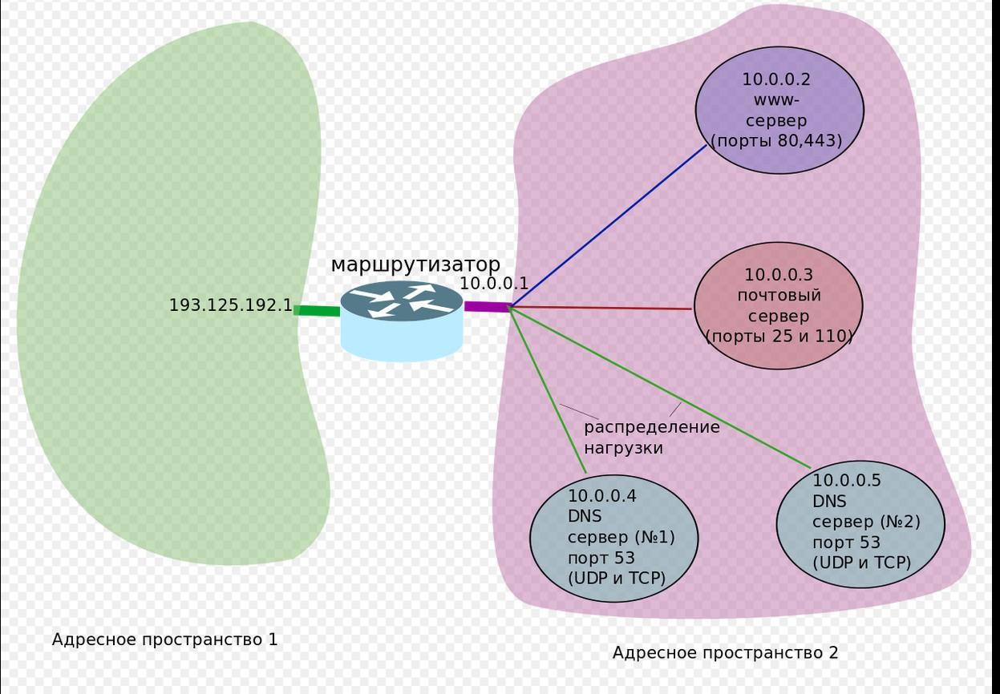 10.0.0.2
www-
сервер
(порты 80,443)
маршрутизатор
10.0.0.1
193.125.192.1
10.0.0.3
почтовый
сервер
(порты 25 и 110)
распределение
нагрузки
10.0.0.4
DNS
сервер (№1)
порт 53
(UDP и TCP)
10.0.0.5
DNS
сервер (№2)
порт 53
(UDP и TCP)
Адресное пространство 1
Адресное пространство 2